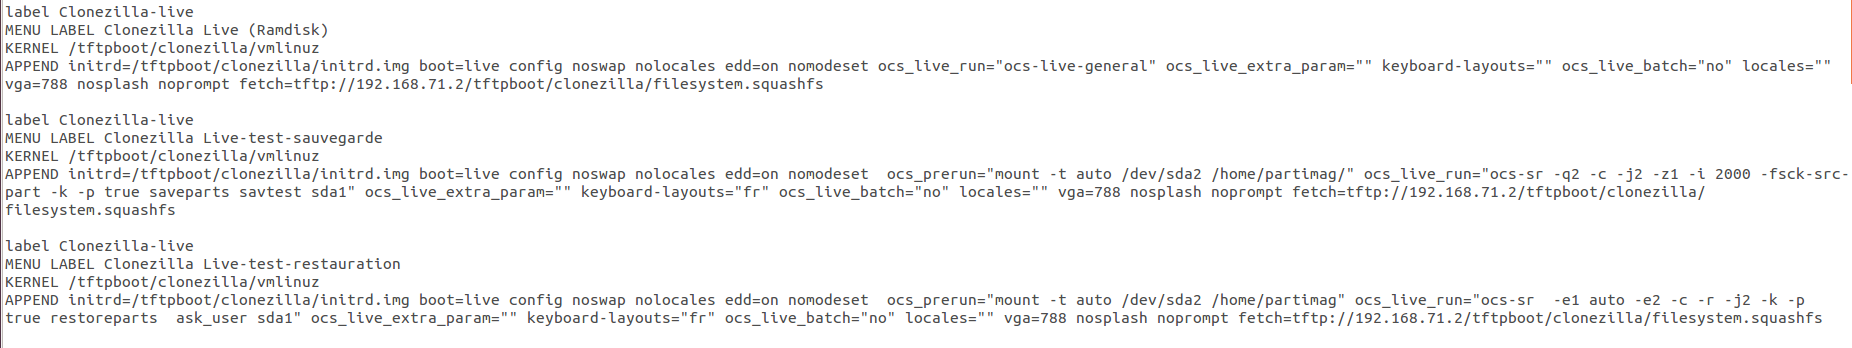 label Clonezilla-live
MENU LABEL Clonezilla Live (Ramdisk)
KERNEL /tftpboot/clonezilla/vmlinuz
APPEND initrd=/tftpboot/clonezilla/initrd.img boot=live config noswap nolocales edd=on nomodeset ocs_live_run="ocs-live-general" ocs_live_extra_param="" keyboard-layouts="" ocs_live_batch="no" locales=""
vga=788 nosplash noprompt fetch=tftp://192.168.71.2/tftpboot/clonezilla/filesystem.squashfs

label Clonezilla-live
MENU LABEL Clonezilla Live-test-sauvegarde
KERNEL /tftpboot/clonezilla/vmlinuz
APPEND initrd=/tftpboot/clonezilla/initrd.img boot=live config noswap nolocales edd=on nomodeset  ocs_prerun="mount -t auto /dev/sda2 /home/partimag/" ocs_live_run="ocs-sr -q2 -c -j2 -z1 -i 2000 -fsck-src-
part -k -p true saveparts savtest sda1" ocs_live_extra_param="" keyboard-layouts="fr" ocs_live_batch="no" locales="" vga=788 nosplash noprompt fetch=tftp://192.168.71.2/tftpboot/clonezilla/
filesystem.squashfs

label Clonezilla-live
MENU LABEL Clonezilla Live-test-restauration
KERNEL /tftpboot/clonezilla/vmlinuz
APPEND initrd=/tftpboot/clonezilla/initrd.img boot=live config noswap nolocales edd=on nomodeset  ocs_prerun="mount -t auto /dev/sda2 /home/partimag" ocs_live_run="ocs-sr  -e1 auto -e2 -c -r -j2 -k -p
true restoreparts  ask_user sda1" ocs_live_extra_param="" keyboard-layouts="fr" ocs_live_batch="no" locales="" vga=788 nosplash noprompt fetch=tftp://192.168.71.2/tftpboot/clonezilla/filesystem.squashfs